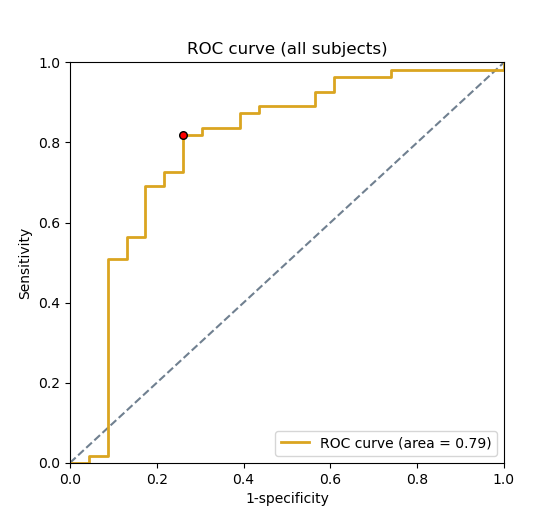 ROC curve (all subjects)
1.0
0.8
0.6
0.4
0.2
0.0
Sensitivity
ROC curve (area = 0.79)
0.0 0.2 0.4 0.6 0.8 1.0
1-specificity